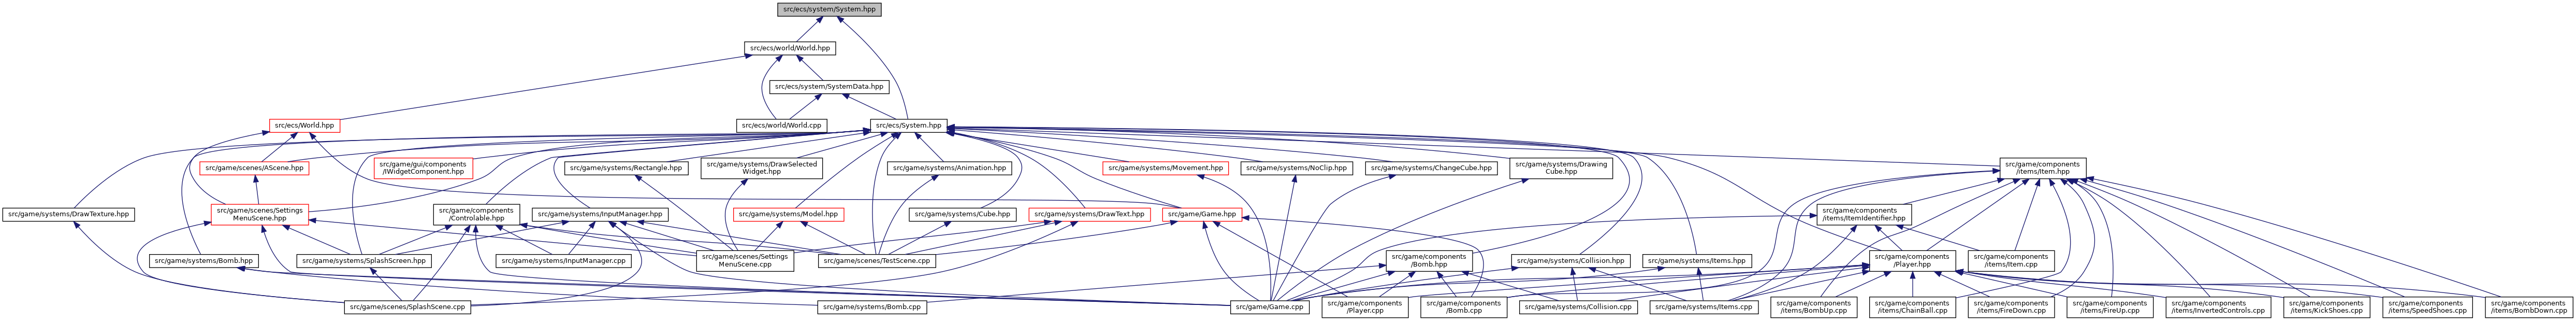 src/ecs/system/System.hpp
src/ecs/world/World.hpp
src/ecs/system/SystemData.hpp
src/ecs/World.hpp
src/ecs/world/World.cpp
src/ecs/System.hpp
src/game/scenes/AScene.hpp
src/game/gui/components
/IWidgetComponent.hpp
src/game/systems/Rectangle.hpp
src/game/systems/DrawSelected
Widget.hpp
src/game/systems/Animation.hpp
src/game/systems/Movement.hpp
src/game/systems/NoClip.hpp
src/game/systems/ChangeCube.hpp
src/game/systems/Drawing
Cube.hpp
src/game/components
/items/Item.hpp
src/game/systems/DrawTexture.hpp
src/game/scenes/Settings
MenuScene.hpp
src/game/components
/Controlable.hpp
src/game/systems/InputManager.hpp
src/game/systems/Model.hpp
src/game/systems/Cube.hpp
src/game/systems/DrawText.hpp
src/game/Game.hpp
src/game/components
/items/ItemIdentifier.hpp
src/game/systems/Bomb.hpp
src/game/systems/SplashScreen.hpp
src/game/systems/InputManager.cpp
src/game/scenes/Settings
MenuScene.cpp
src/game/scenes/TestScene.cpp
src/game/components
/Bomb.hpp
src/game/systems/Collision.hpp
src/game/systems/Items.hpp
src/game/components
/Player.hpp
src/game/components
/items/Item.cpp
src/game/scenes/SplashScene.cpp
src/game/systems/Bomb.cpp
src/game/Game.cpp
src/game/components
/Player.cpp
src/game/components
/Bomb.cpp
src/game/systems/Collision.cpp
src/game/systems/Items.cpp
src/game/components
/items/BombUp.cpp
src/game/components
/items/ChainBall.cpp
src/game/components
/items/FireDown.cpp
src/game/components
/items/FireUp.cpp
src/game/components
/items/InvertedControls.cpp
src/game/components
/items/KickShoes.cpp
src/game/components
/items/SpeedShoes.cpp
src/game/components
/items/BombDown.cpp